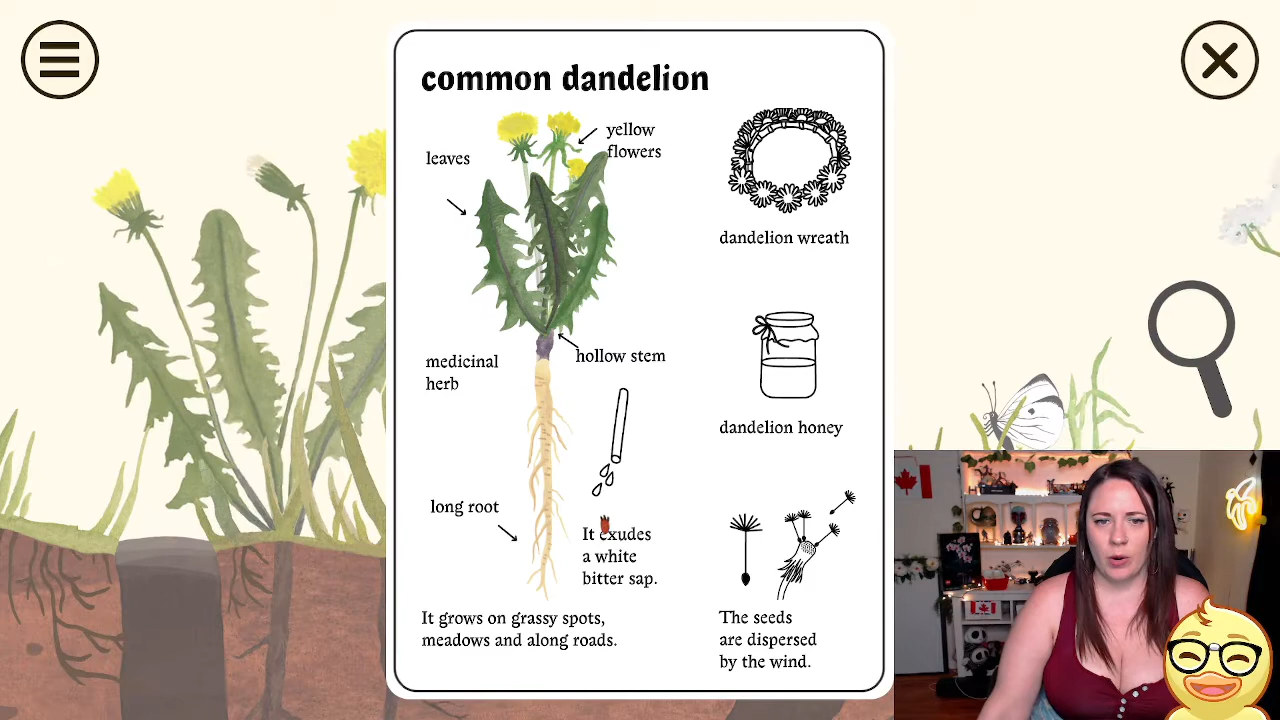 common dandelion
leaves
yellow
flowers
dandelion wreath
medicinal
herb
hollow stem
dandelion honey
long root
It exudes
a white
bitter sap.
It grows on grassy spots,
meadows and along roads.
The seeds
are dispersed
by the wind.